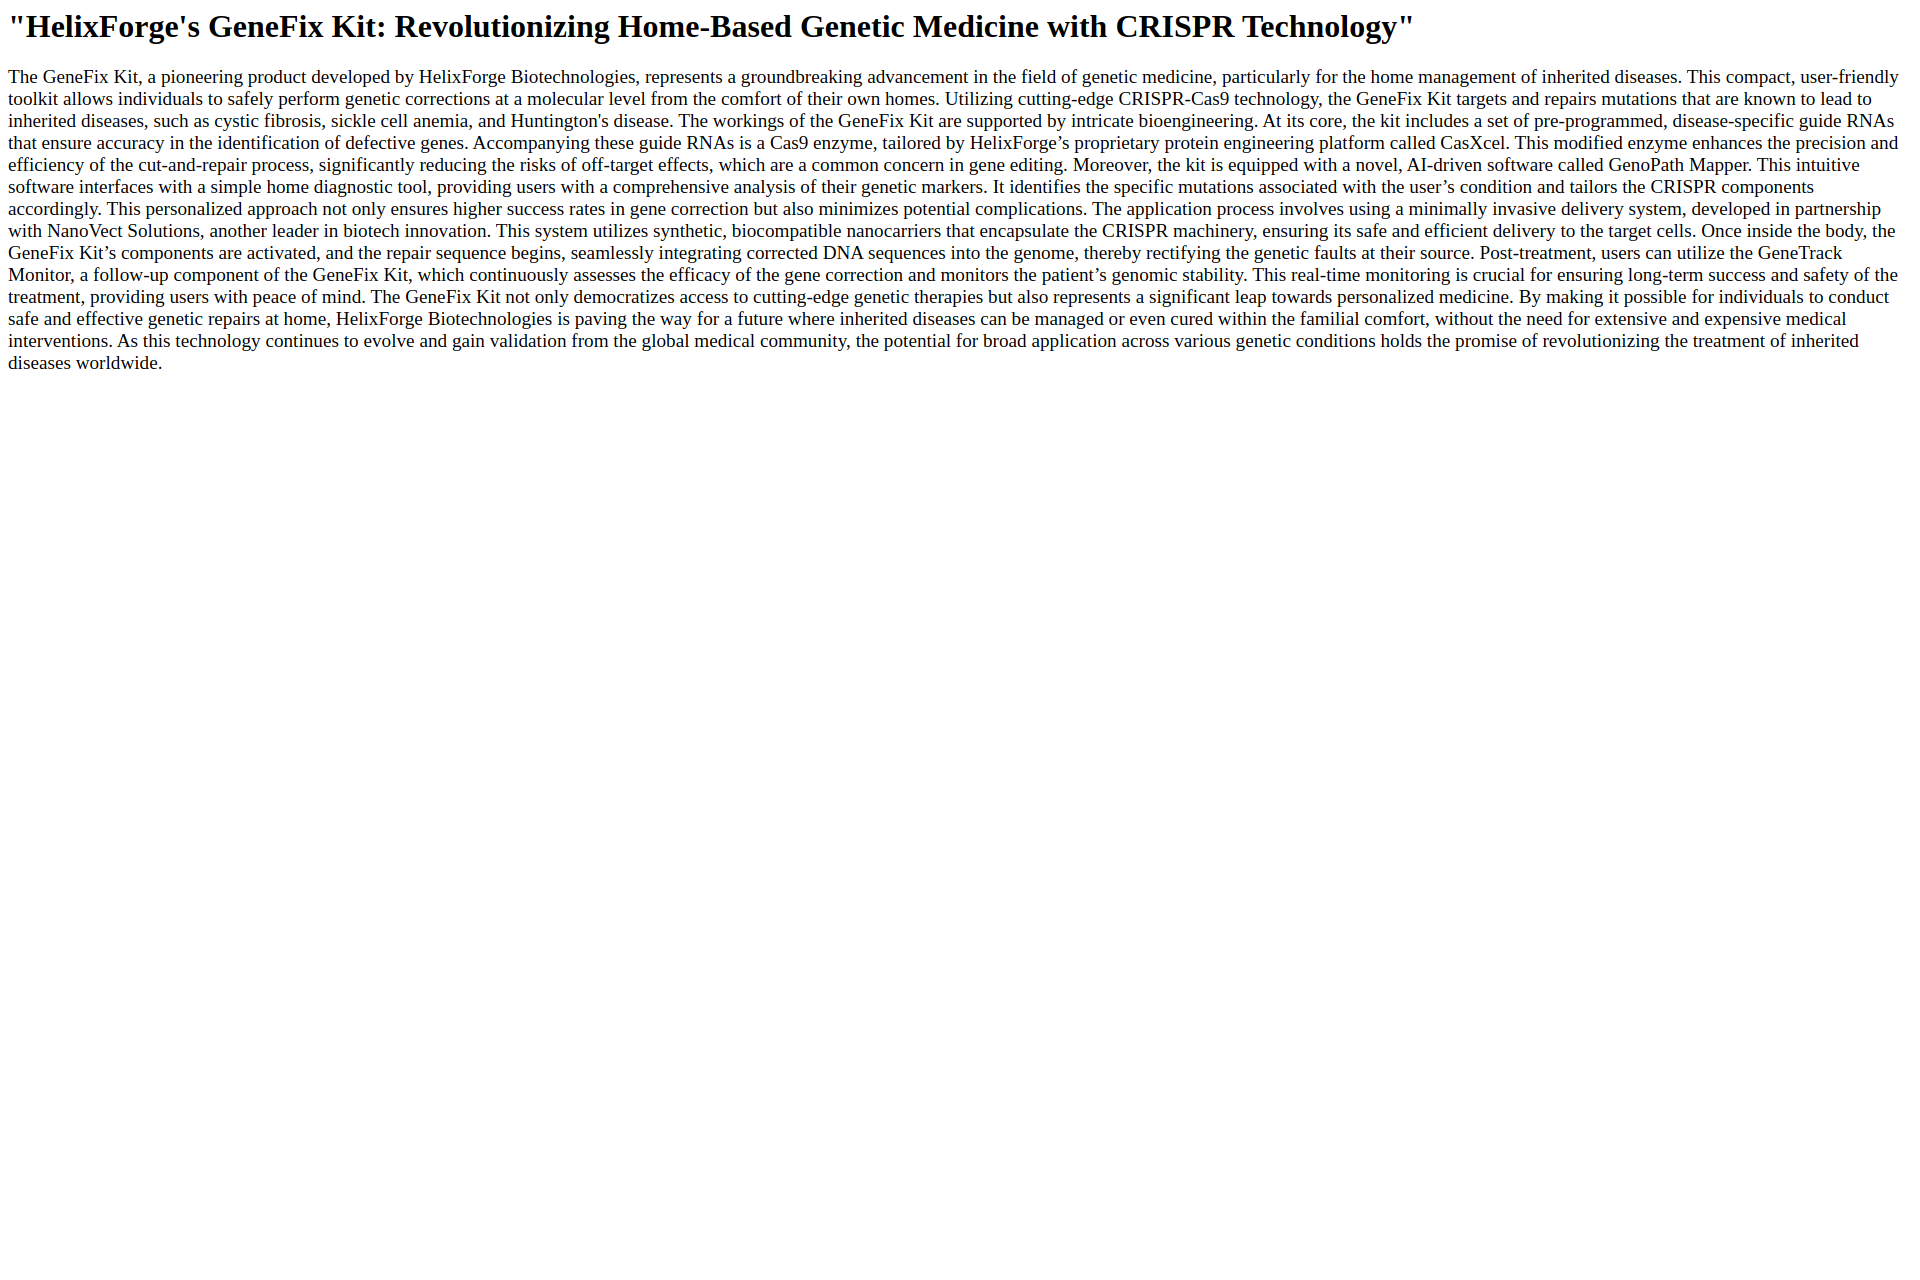 "HelixForge's GeneFix Kit: Revolutionizing Home-Based Genetic Medicine with CRISPR Technology"
The GeneFix Kit, a pioneering product developed by HelixForge Biotechnologies, represents a groundbreaking advancement in the field of genetic medicine, particularly for the home management of inherited diseases. This compact, user-friendly
toolkit allows individuals to safely perform genetic corrections at a molecular level from the comfort of their own homes. Utilizing cutting-edge CRISPR-Cas9 technology, the GeneFix Kit targets and repairs mutations that are known to lead to
inherited diseases, such as cystic fibrosis, sickle cell anemia, and Huntington's disease. The workings of the GeneFix Kit are supported by intricate bioengineering. At its core, the kit includes a set of pre-programmed, disease-specific guide RNAs
that ensure accuracy in the identification of defective genes. Accompanying these guide RNAs is a Cas9 enzyme, tailored by HelixForge’s proprietary protein engineering platform called CasXcel. This modified enzyme enhances the precision and
efficiency of the cut-and-repair process, significantly reducing the risks of off-target effects, which are a common concern in gene editing. Moreover, the kit is equipped with a novel, AI-driven software called GenoPath Mapper. This intuitive
software interfaces with a simple home diagnostic tool, providing users with a comprehensive analysis of their genetic markers. It identifies the specific mutations associated with the user’s condition and tailors the CRISPR components
accordingly. This personalized approach not only ensures higher success rates in gene correction but also minimizes potential complications. The application process involves using a minimally invasive delivery system, developed in partnership
with NanoVect Solutions, another leader in biotech innovation. This system utilizes synthetic, biocompatible nanocarriers that encapsulate the CRISPR machinery, ensuring its safe and efficient delivery to the target cells. Once inside the body, the
GeneFix Kit’s components are activated, and the repair sequence begins, seamlessly integrating corrected DNA sequences into the genome, thereby rectifying the genetic faults at their source. Post-treatment, users can utilize the GeneTrack
Monitor, a follow-up component of the GeneFix Kit, which continuously assesses the efficacy of the gene correction and monitors the patient’s genomic stability. This real-time monitoring is crucial for ensuring long-term success and safety of the
treatment, providing users with peace of mind. The GeneFix Kit not only democratizes access to cutting-edge genetic therapies but also represents a significant leap towards personalized medicine. By making it possible for individuals to conduct
safe and effective genetic repairs at home, HelixForge Biotechnologies is paving the way for a future where inherited diseases can be managed or even cured within the familial comfort, without the need for extensive and expensive medical
interventions. As this technology continues to evolve and gain validation from the global medical community, the potential for broad application across various genetic conditions holds the promise of revolutionizing the treatment of inherited
diseases worldwide.